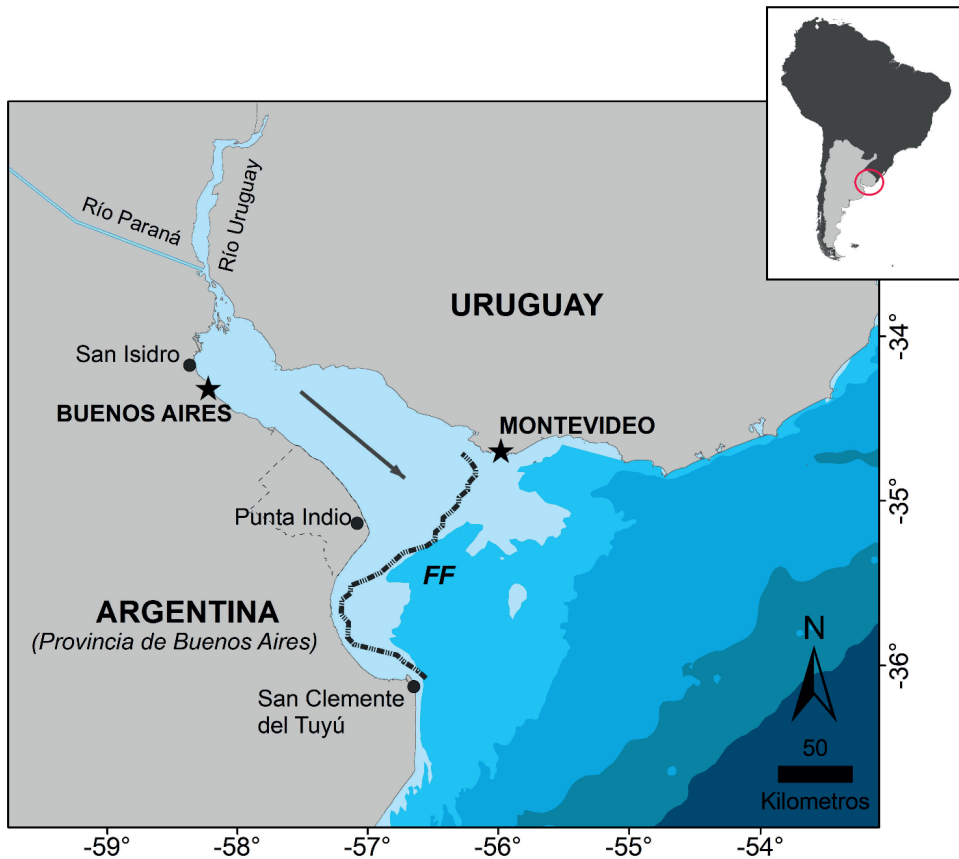 Río Paraná
Río Uruguay
URUGUAY
San Isidro
BUENOS AIRES
MONTEVIDEO
Punta Indio
FF
ARGENTINA
(Provincia de Buenos Aires)
San Clemente
del Tuyú
N
50
Kilometros
-34°
-35°
-36°
-59°
-58°
-57°
-56°
-55°
-54°